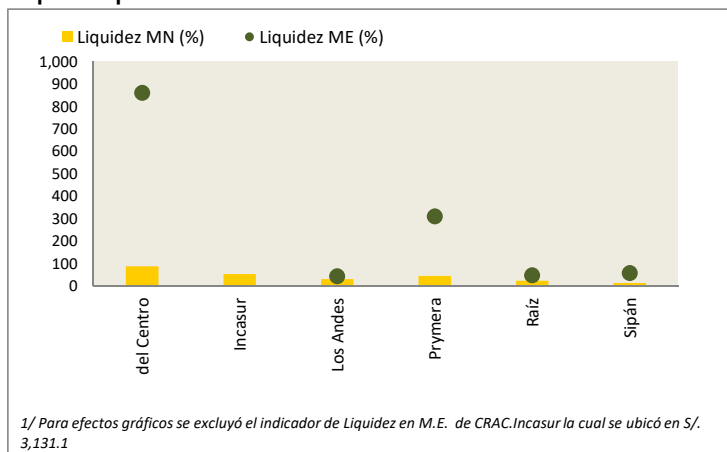 Liquidez MN (%) Liquidez ME (%)
1,000
900
800
700
600
500
400
300
200
100
0
del Centro
Incasur
Los Andes
Prymera
Raíz
Sipán
1/ Para efectos gráficos se excluyó el indicador de Liquidez en M.E. de CRAC.Incasur la cual se ubicó en S/.
3,131.1